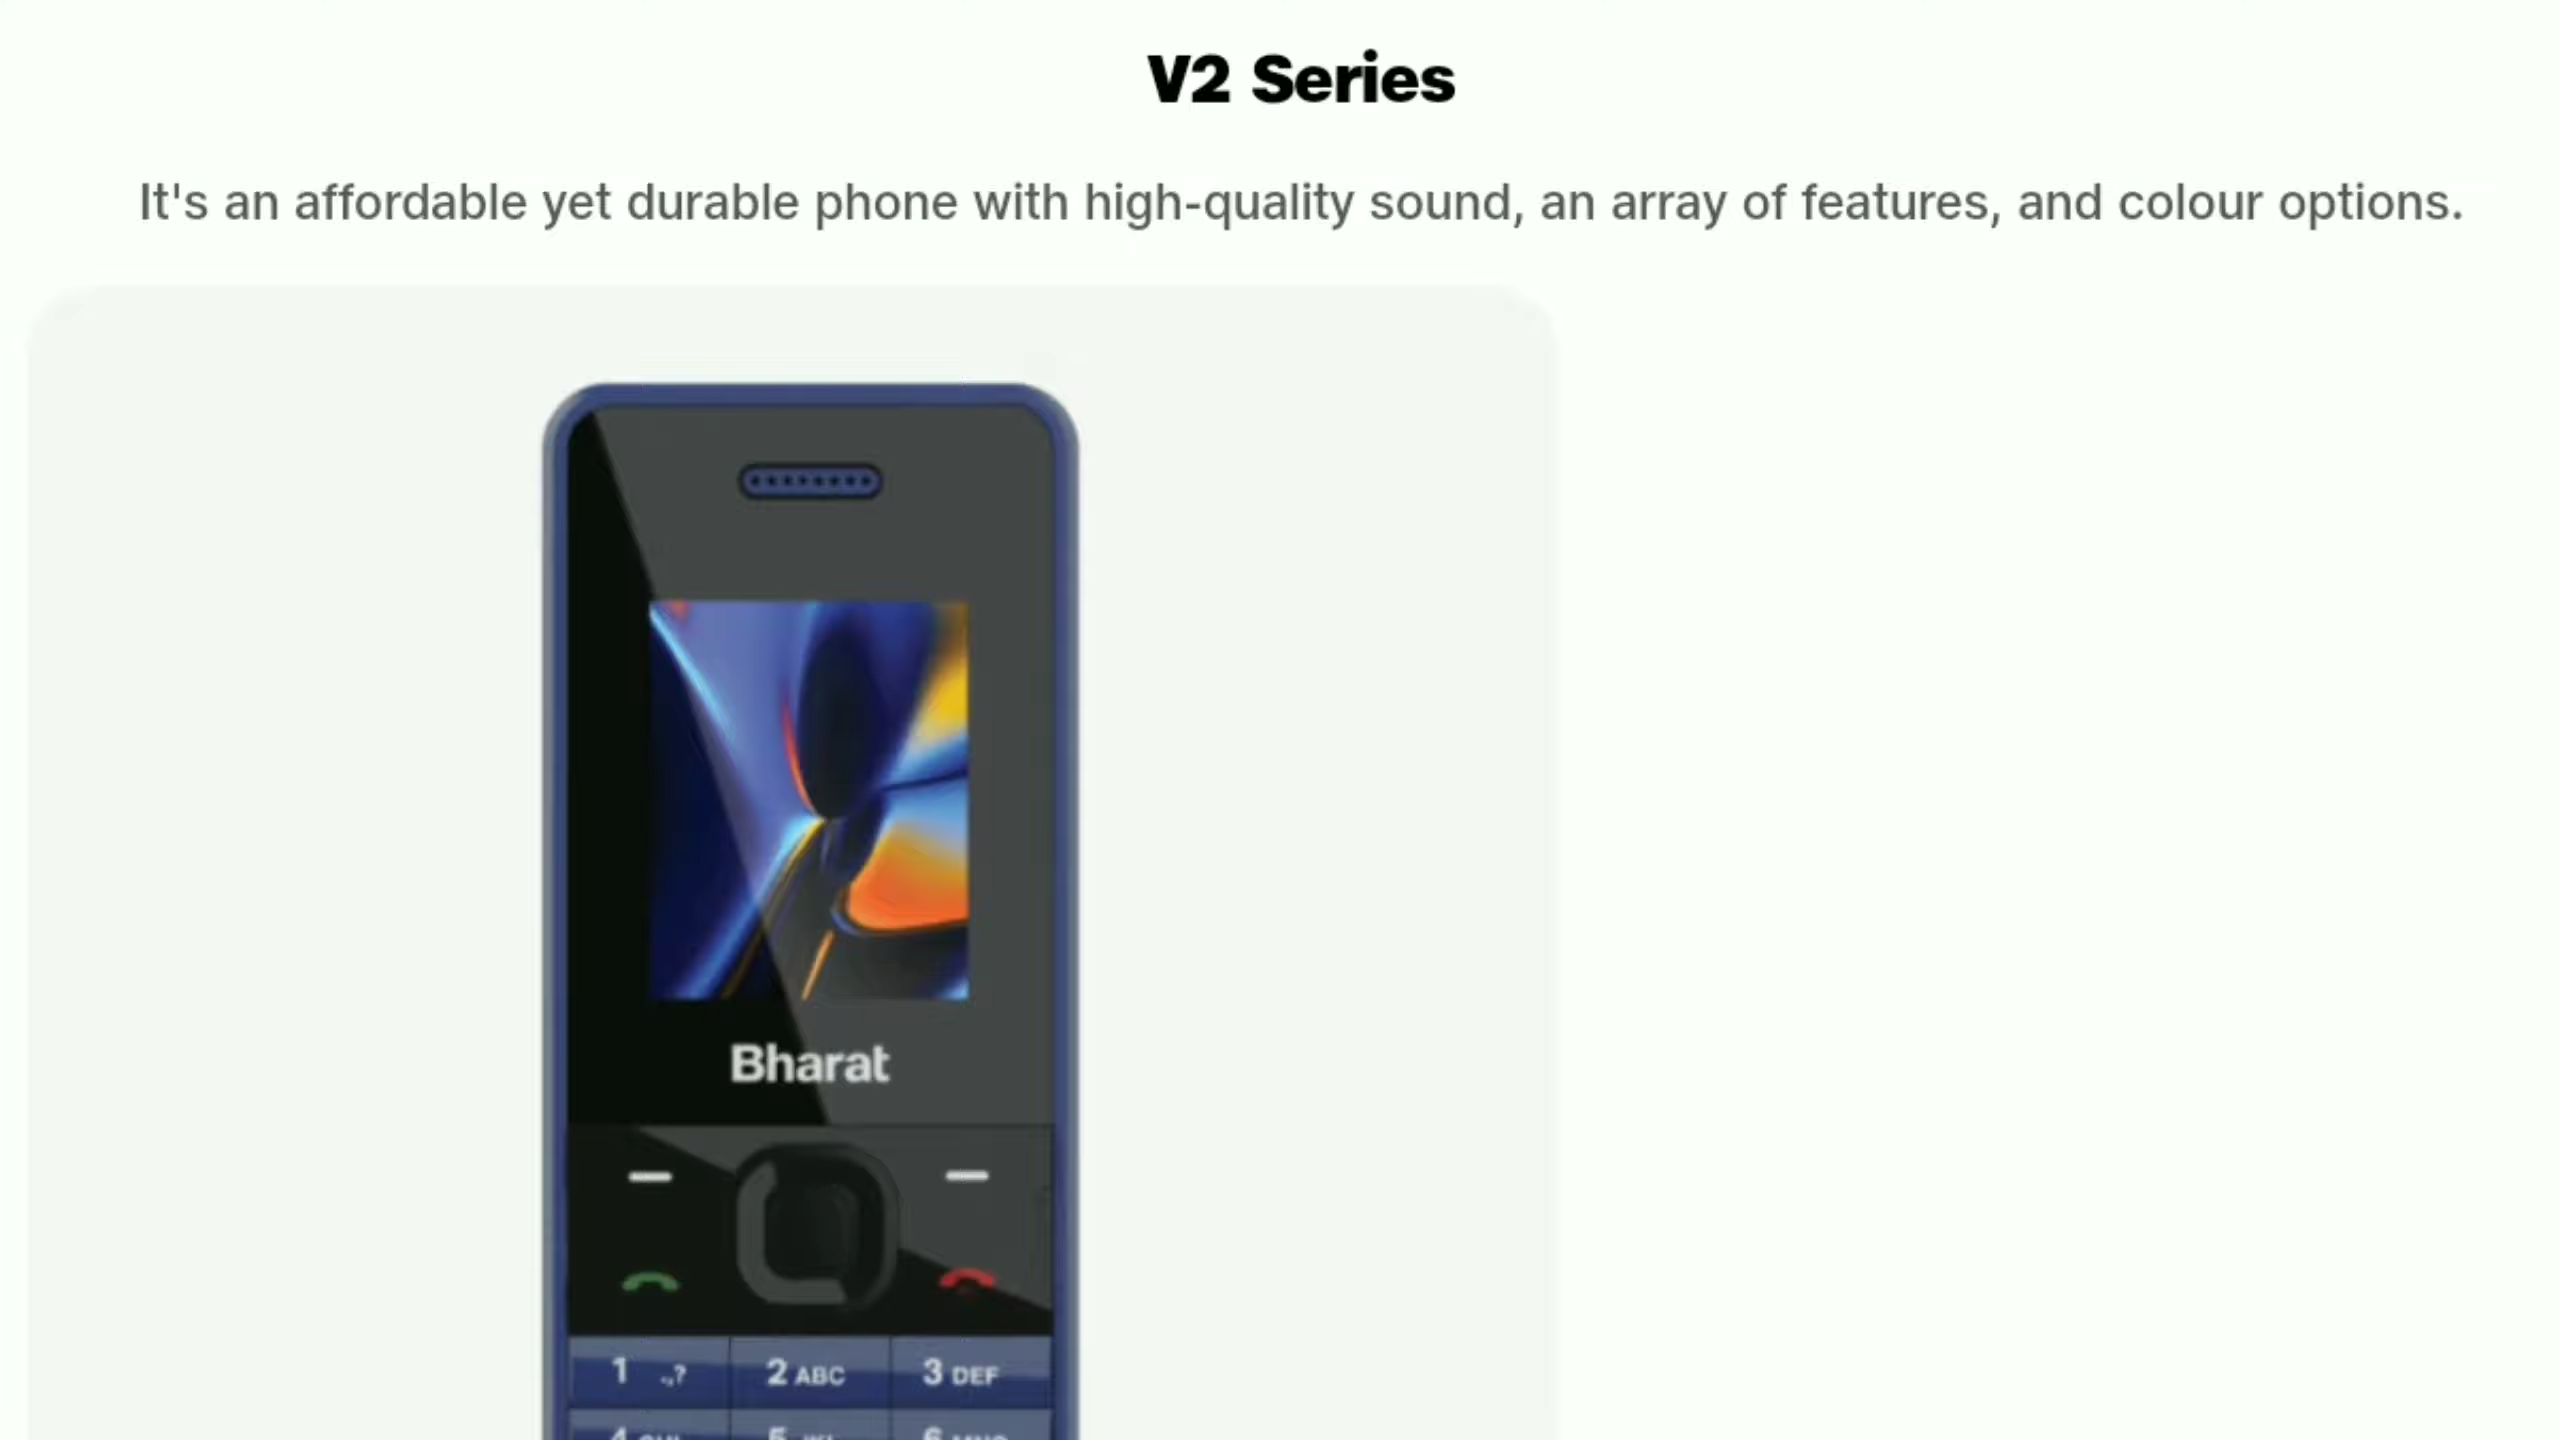 V2 Series
It's an affordable yet durable phone with high-quality sound, an array of features, and colour options.
Bharat
1 .,? 2 ABC 3 DEF